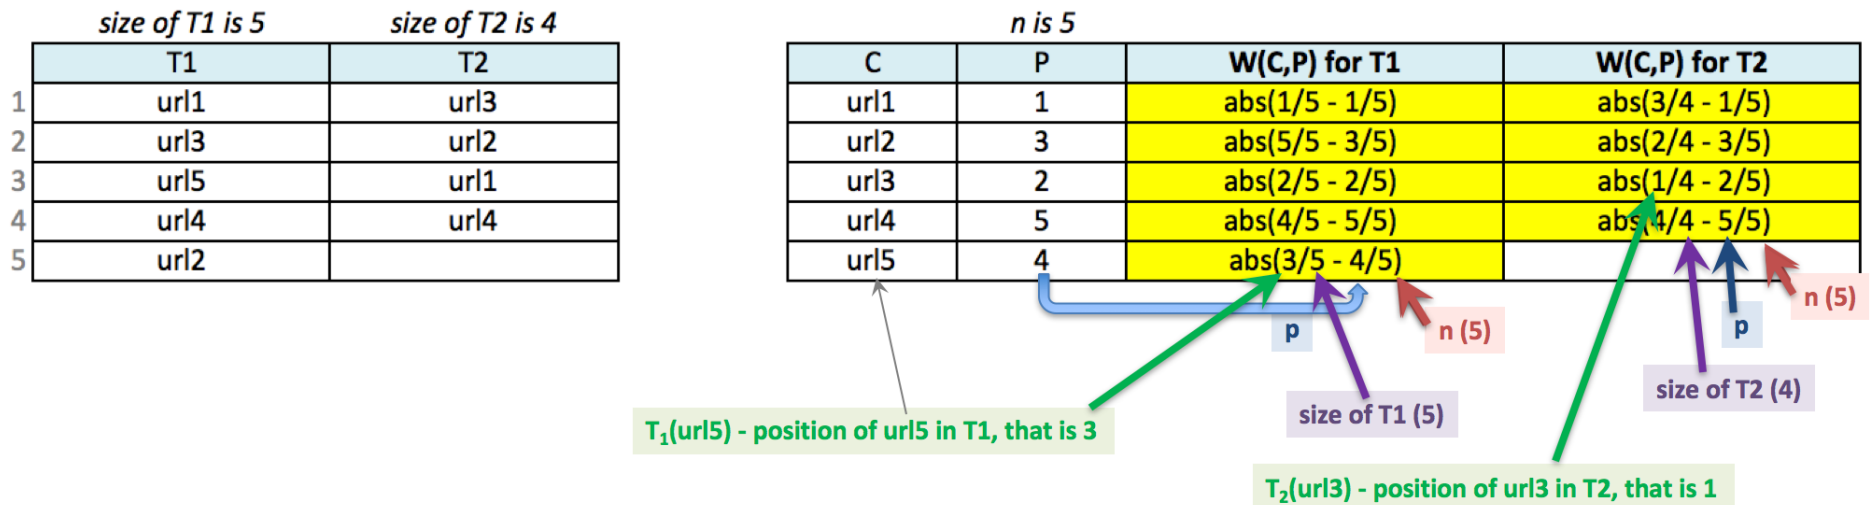 size of T1 is 5 size of T2 is 4 n is 5
T1 T2 C P W(C,P) for T1 W(C,P) for T2
1 url1 url3 url1 1 abs(1/5 - 1/5) abs(3/4 - 1/5)
2 url3 url2 url2 3 abs(5/5 - 3/5) abs(2/4 - 3/5)
3 url5 url1 url3 2 abs(2/5 - 2/5) abs(1/4 - 2/5)
4 url4 url4 url4 5 abs(4/5 - 5/5) abs(4/4 - 5/5)
5 url2 url5 4 abs(3/5 - 4/5)
n (5)
p n (5) p
size of T2 (4)
size of T1 (5)
T1(url5) - position of url5 in T1, that is 3
T2(url3) - position of url3 in T2, that is 1